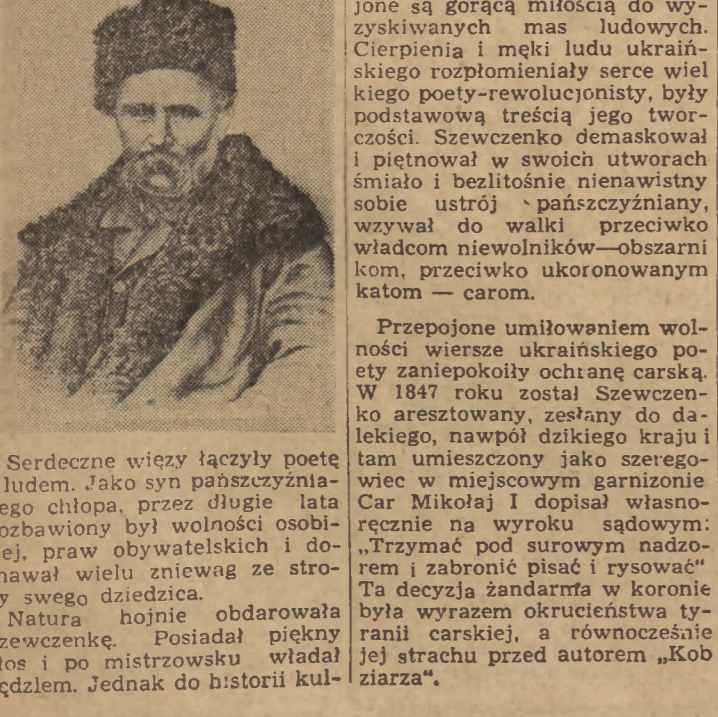 Serdeczne więzy łączyły poetę
ludem. Jako syn pańszczyźnia-
ego chłopa, przez długie lata
ozbawiony był wolności osobi-
ej, praw obywatelskich i do-
nawał wielu zniewag ze stro-
y swego dziedzica.
Natura hojnie obdarowała
zewczenkę. Posiadał piękny
łos i po mistrzowsku władał
ędzlem. Jednak do historii kul-
jone są gorącą miłością do wy-
zyskiwanych mas ludowych.
Cierpienia i męki ludu ukraiń-
skiego rozpłomieniały serce wiel
kiego poety-rewolucjonisty, były
podstawową treścią jego twor-
czości. Szewczenko demaskował
i piętnował w swoich utworach
śmiało i bezlitośnie nienawistny
sobie ustrój pańszczyźniany,
wzywał do walki przeciwko
władcom niewolników—obszarni
kom, przeciwko ukoronowanym
katom — carom.
Przepojone umiłowaniem wol-
ności wiersze ukraińskiego po-
ety zaniepokoiły ochranę carską.
W 1847 roku został Szewczen-
ko aresztowany, zesłany do da-
lekiego, nawpół dzikiego kraju i
tam umieszczony jako szerego-
wiec w miejscowym garnizonie
Car Mikołaj I dopisał własno-
ręcznie na wyroku sądowym:
„Trzymać pod surowym nadzo-
rem i zabronić pisać i rysować“
Ta decyzja żandarma w koronie
była wyrazem okrucieństwa ty-
ranii carskiej, a równocześnie
jej strachu przed autorem „Kob
ziarza“.